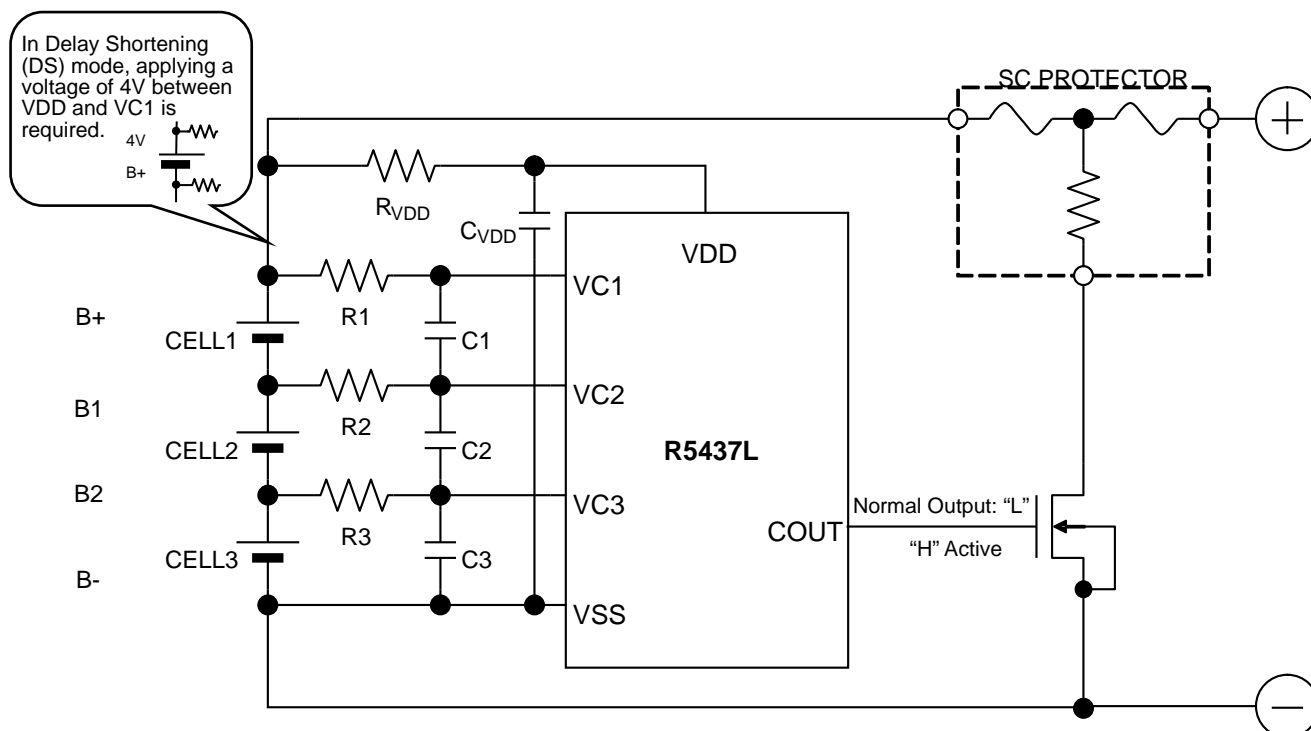 In Delay Shortening
(DS) mode, applying a
voltage of 4V between
VDD and VC1 is
required.
4V
B+
SC PROTECTOR
RVDD
CVDD
VDD
VC1
R1
C1
B+
CELL1
VC2
B1
R2
C2
CELL2
R5437L
B2
VC3
R3
C3
CELL3
Normal Output: “L”
COUT
“H” Active
B-
VSS